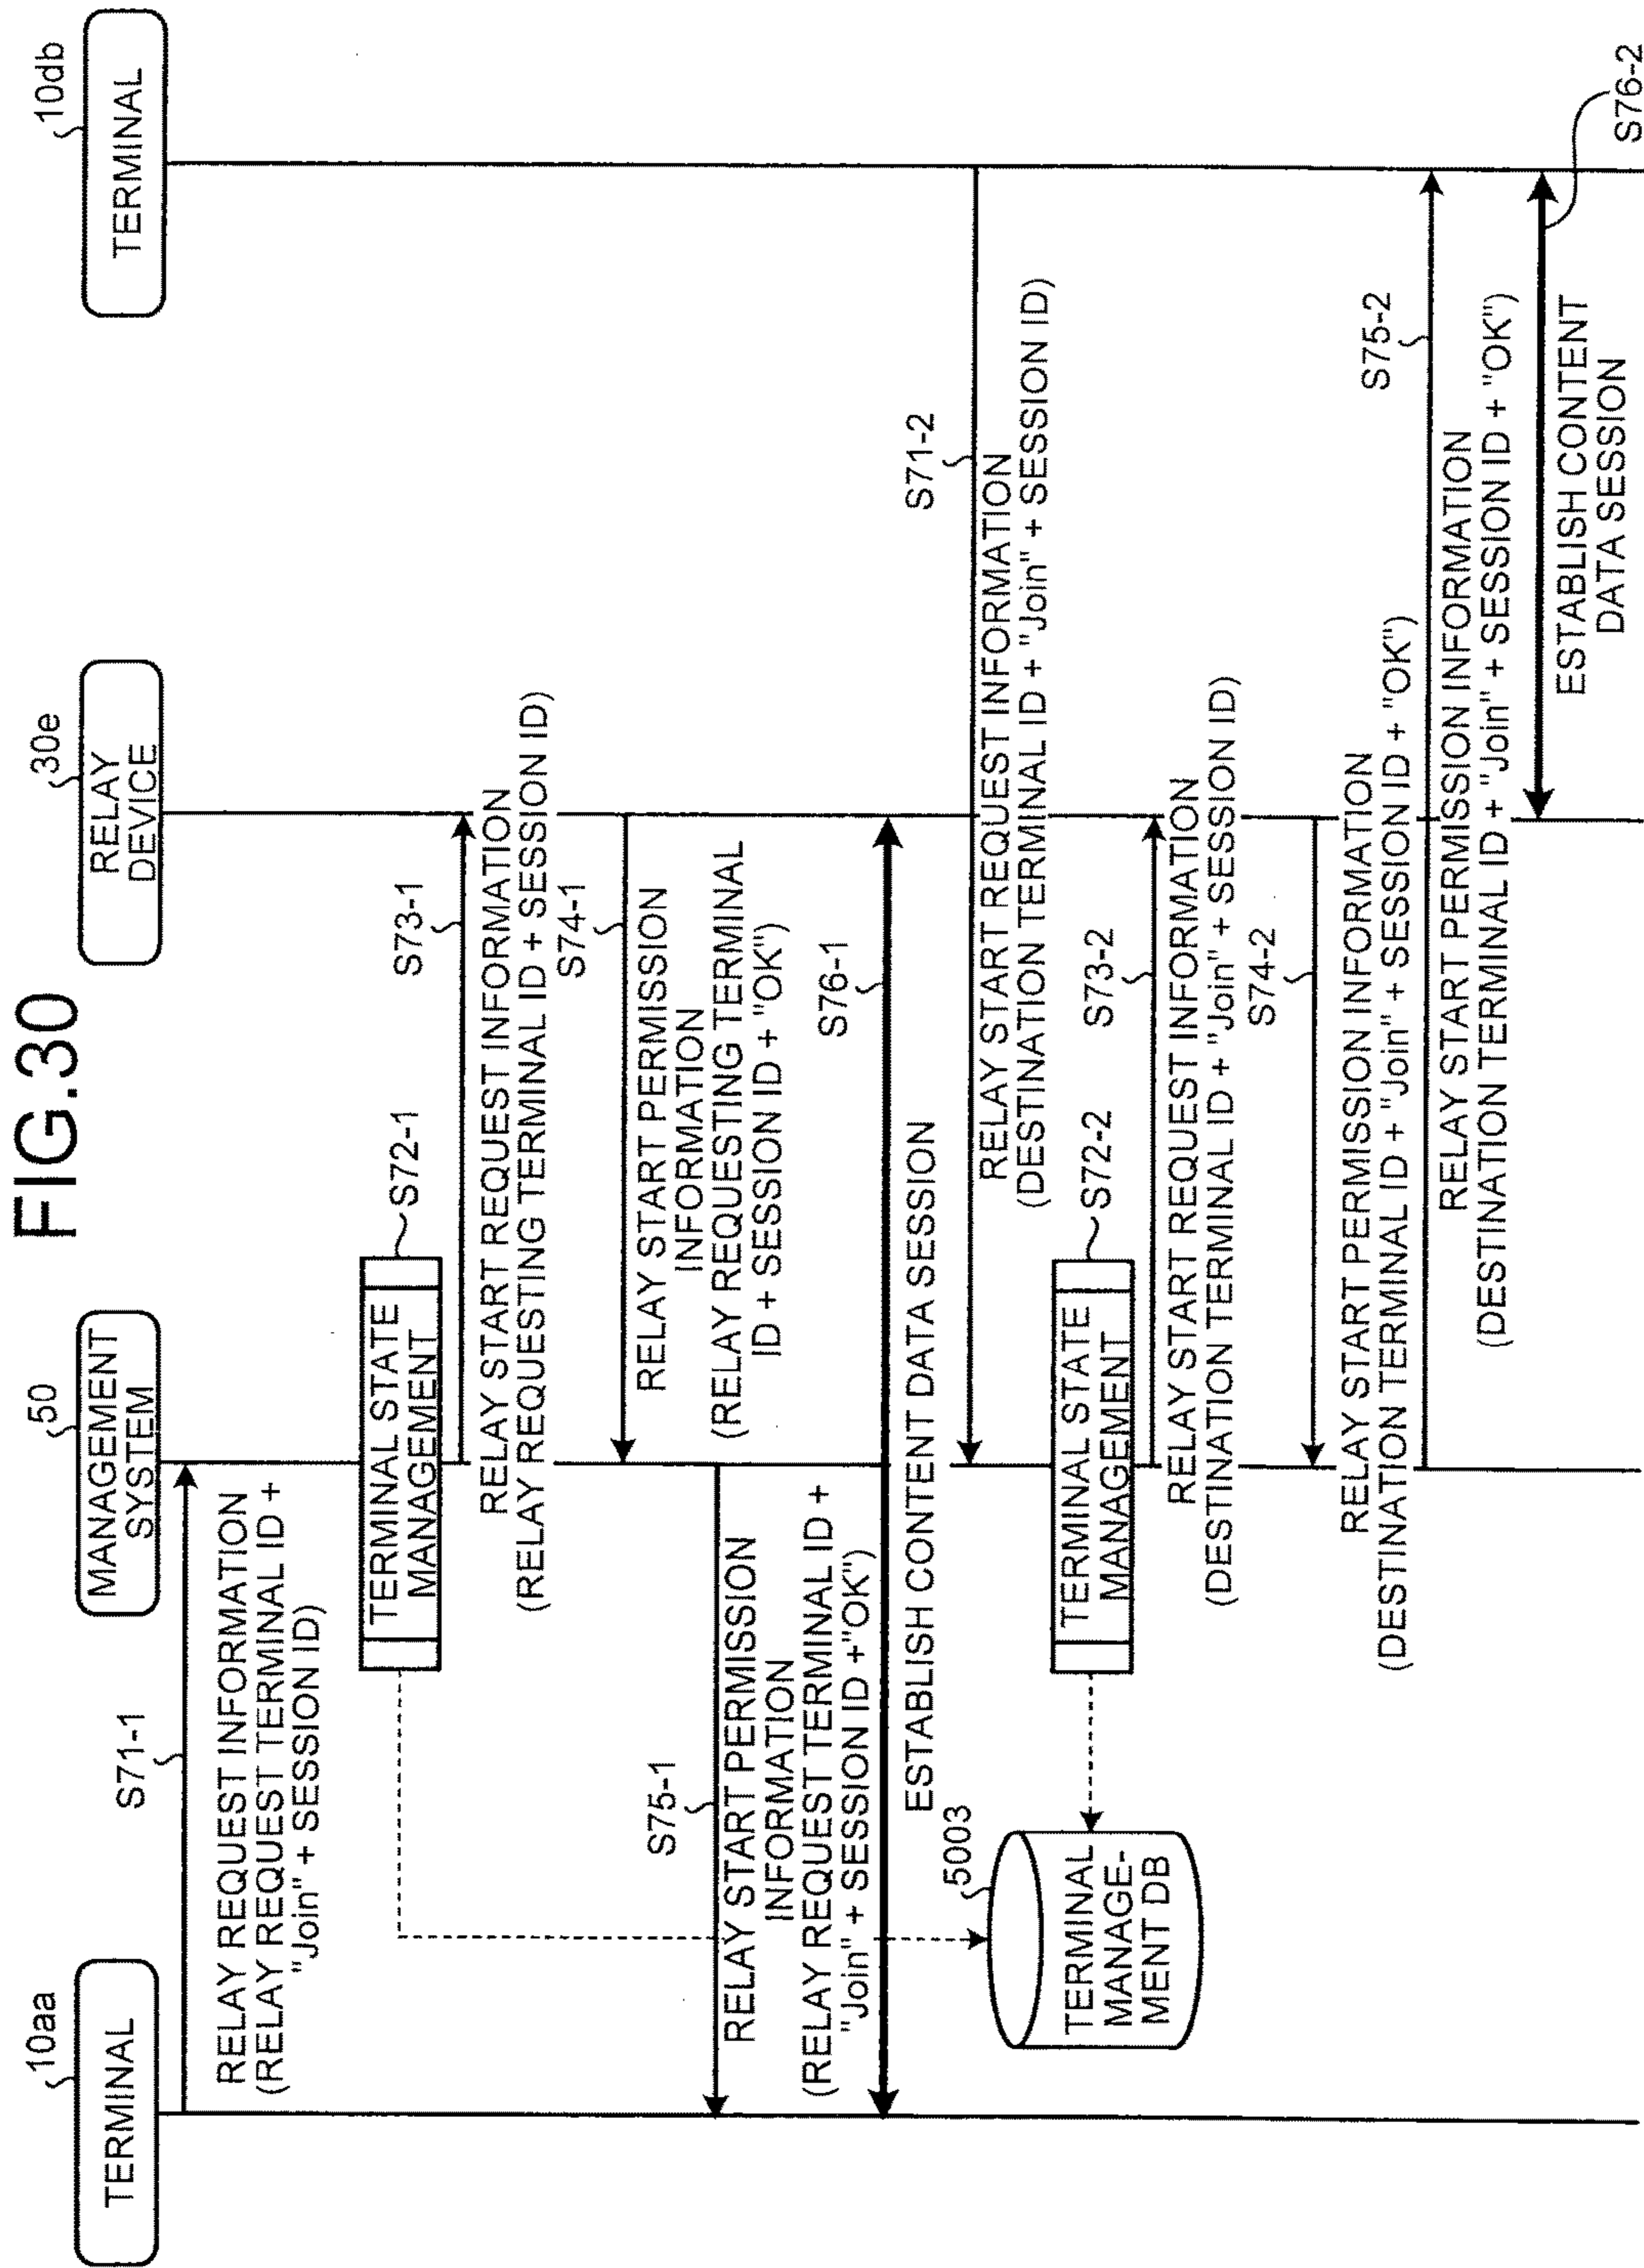 FIG.30
10aa
TERMINAL
50
MANAGEMENT
SYSTEM
30e
RELAY
DEVICE
10db
TERMINAL
S71-1
RELAY REQUEST INFORMATION
(RELAY REQUEST TERMINAL ID +
"Join" + SESSION ID)
TERMINAL STATE
MANAGEMENT
S72-1
S73-1
RELAY START REQUEST INFORMATION
(RELAY REQUESTING TERMINAL ID + SESSION ID)
S74-1
RELAY START PERMISSION
INFORMATION
(RELAY REQUESTING TERMINAL
ID + SESSION ID + "OK")
S75-1
RELAY START PERMISSION
INFORMATION
(RELAY REQUEST TERMINAL ID +
"Join" + SESSION ID +"OK")
S76-1
ESTABLISH CONTENT DATA SESSION
S71-2
RELAY START REQUEST INFORMATION
(DESTINATION TERMINAL ID + "Join" + SESSION ID)
5003
TERMINAL
MANAGE-
MENT DB
TERMINAL STATE
MANAGEMENT
S72-2
S73-2
RELAY START REQUEST INFORMATION
(DESTINATION TERMINAL ID + "Join" + SESSION ID)
S74-2
RELAY START PERMISSION INFORMATION
(DESTINATION TERMINAL ID + "Join" + SESSION ID + "OK")
S75-2
RELAY START PERMISSION INFORMATION
(DESTINATION TERMINAL ID + "Join" + SESSION ID + "OK")
ESTABLISH CONTENT
DATA SESSION
S76-2